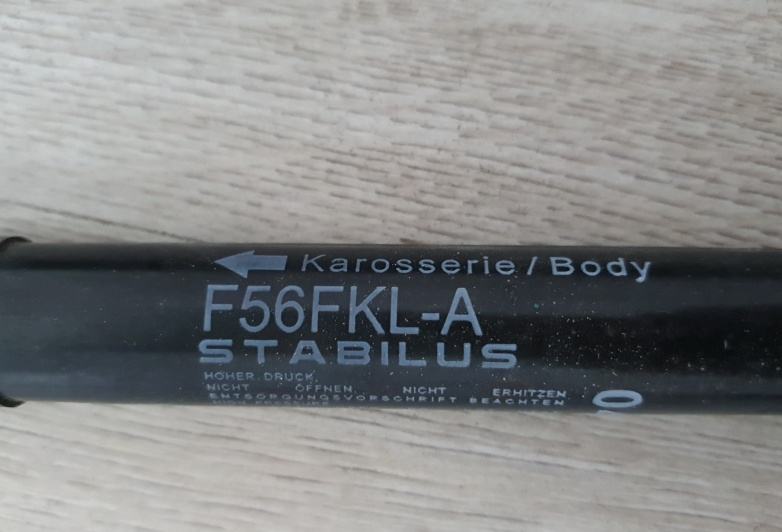 Karosserie / Body
F56FKL-A
STABILUS
HOHER DRUCK,
NICHT ÖFFNEN, NICHT ERHITZEN
ENTSORGUNGSVORSCHRIFT BEACHTEN